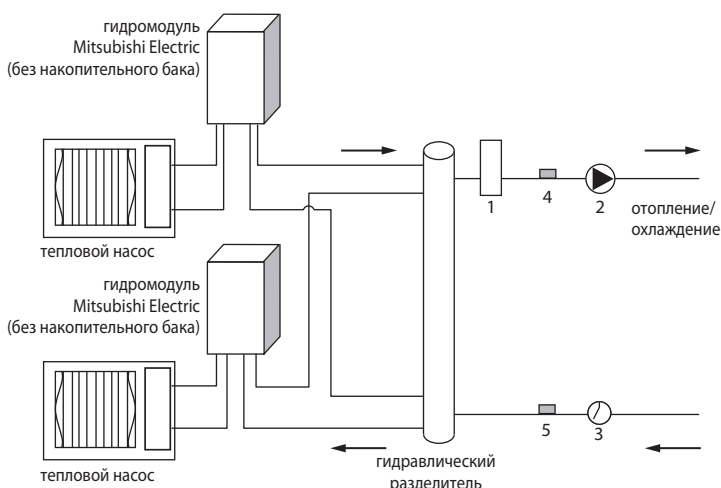 гидромодуль
Mitsubishi Electric
(без накопительного бака)
тепловой насос
1
4
2
отопление/
охлаждение
гидромодуль
Mitsubishi Electric
(без накопительного бака)
тепловой насос
5
3
гидравлический
разделитель